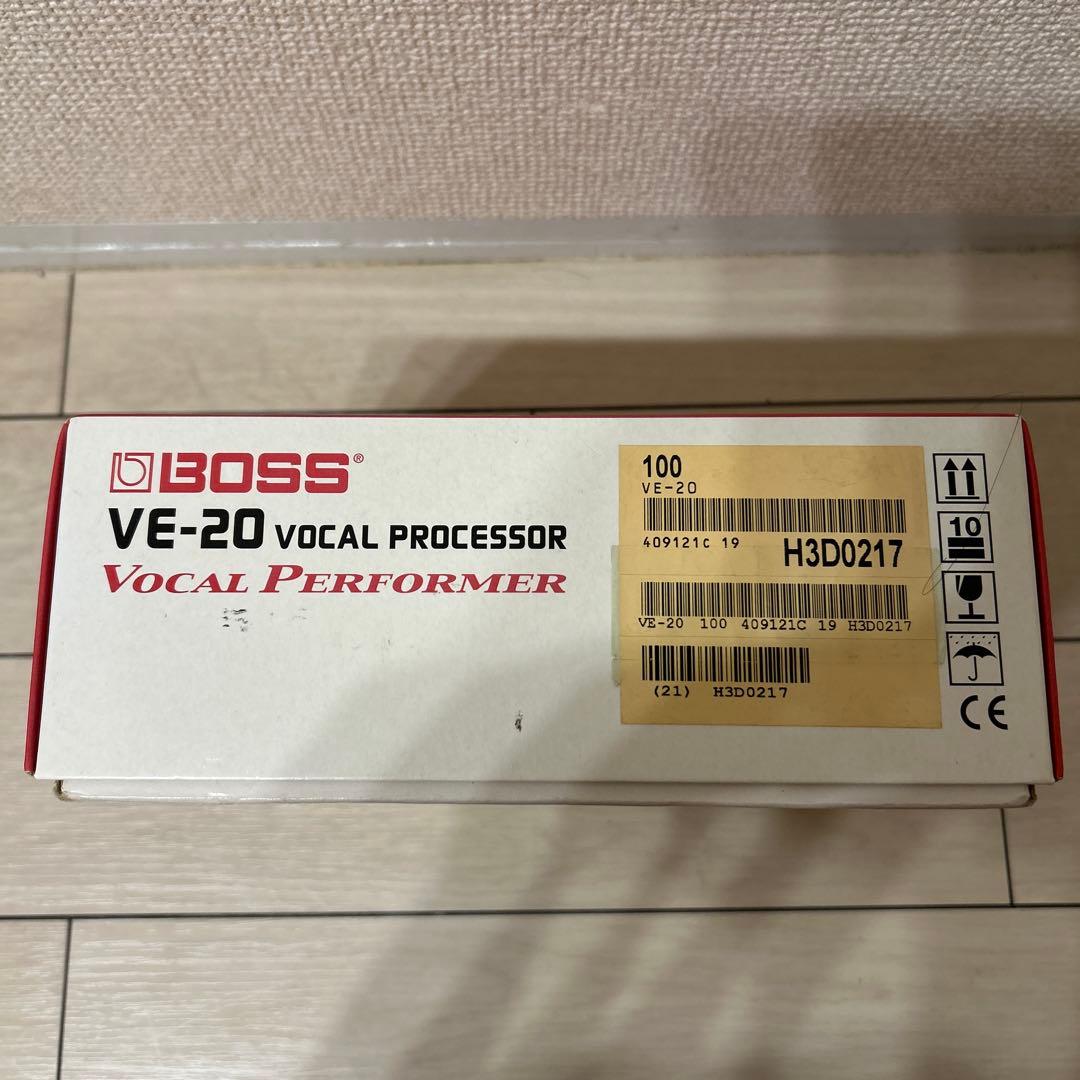 BOSS®
VE-20 VOCAL PROCESSOR
VOCAL PERFORMER
100
VE-20
409121C 19
H3D0217
VE-20 100 409121C 19 H3D0217
(21) H3D0217
10
CE